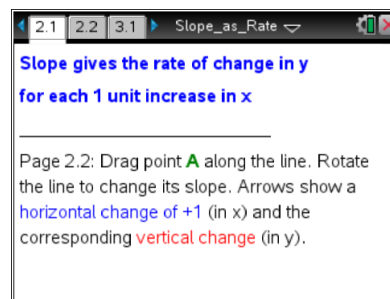 2.1 2.2 3.1 Slope_as_Rate
Slope gives the rate of change in y
for each 1 unit increase in x
Page 2.2: Drag point A along the line. Rotate
the line to change its slope. Arrows show a
horizontal change of +1 (in x) and the
corresponding vertical change (in y).